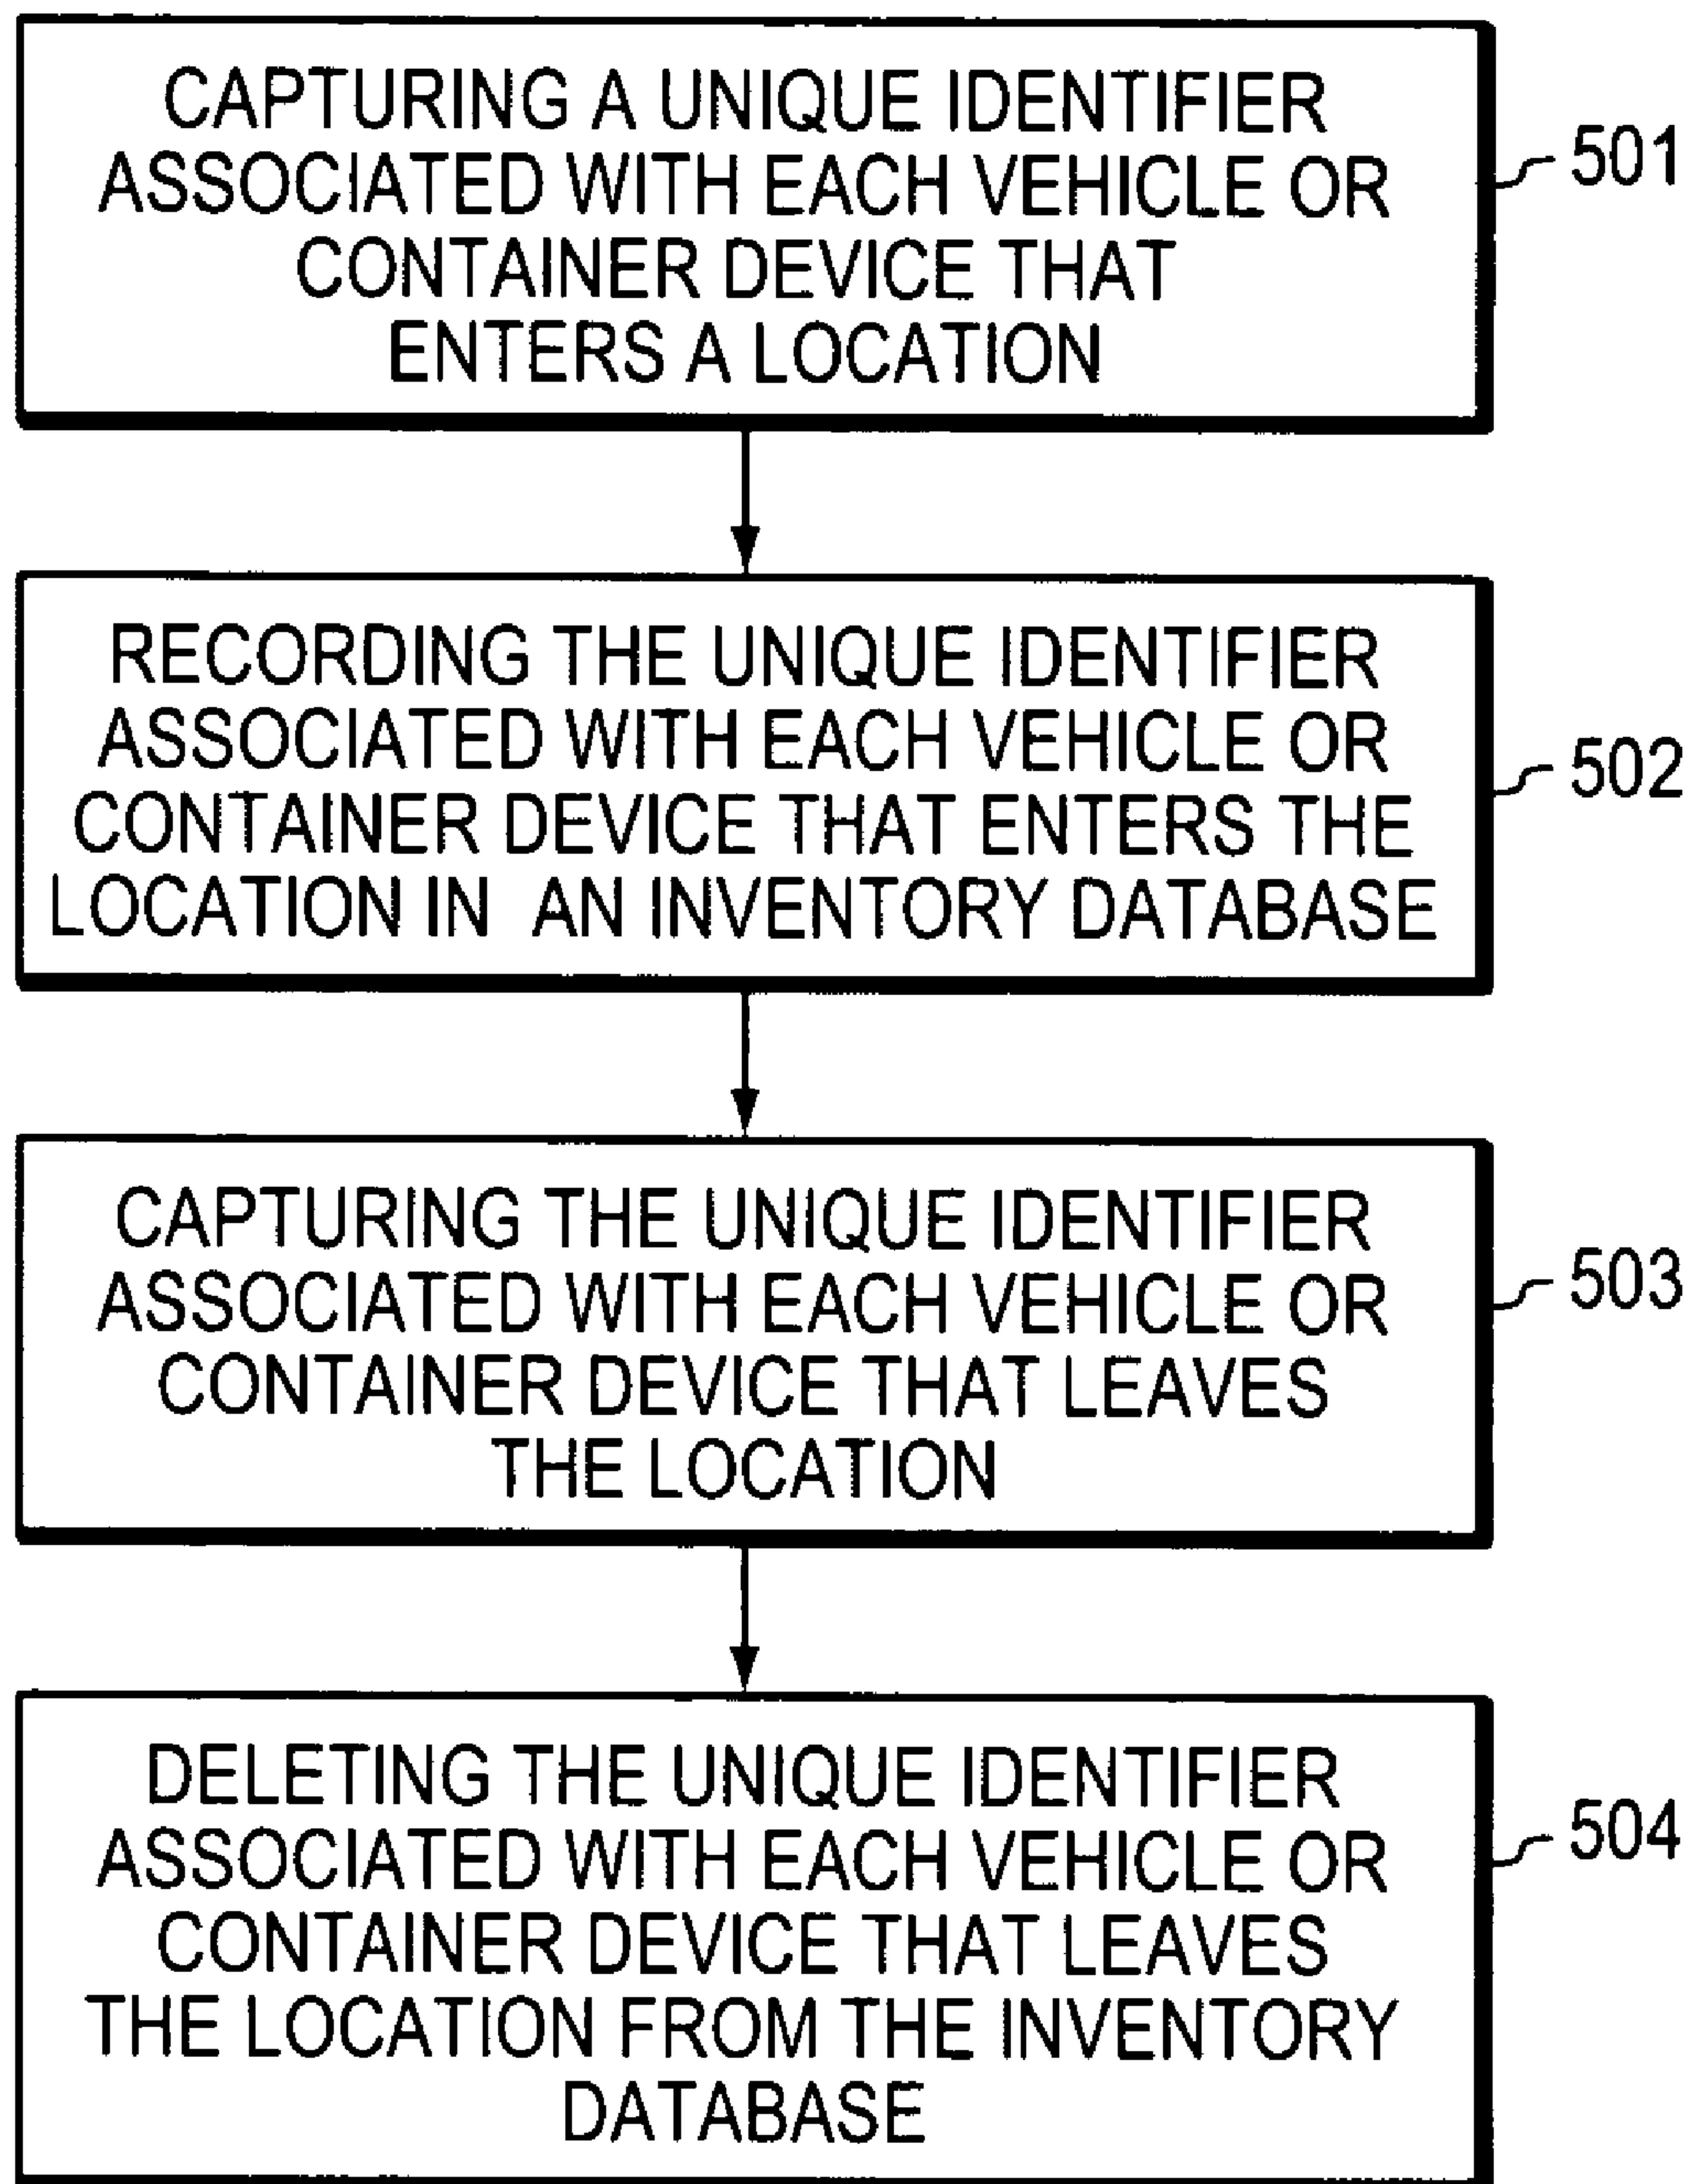 CAPTURING A UNIQUE IDENTIFIER
ASSOCIATED WITH EACH VEHICLE OR
CONTAINER DEVICE THAT
ENTERS A LOCATION
501
RECORDING THE UNIQUE IDENTIFIER
ASSOCIATED WITH EACH VEHICLE OR
CONTAINER DEVICE THAT ENTERS THE
LOCATION IN AN INVENTORY DATABASE
502
CAPTURING THE UNIQUE IDENTIFIER
ASSOCIATED WITH EACH VEHICLE OR
CONTAINER DEVICE THAT LEAVES
THE LOCATION
503
DELETING THE UNIQUE IDENTIFIER
ASSOCIATED WITH EACH VEHICLE OR
CONTAINER DEVICE THAT LEAVES
THE LOCATION FROM THE INVENTORY
DATABASE
504